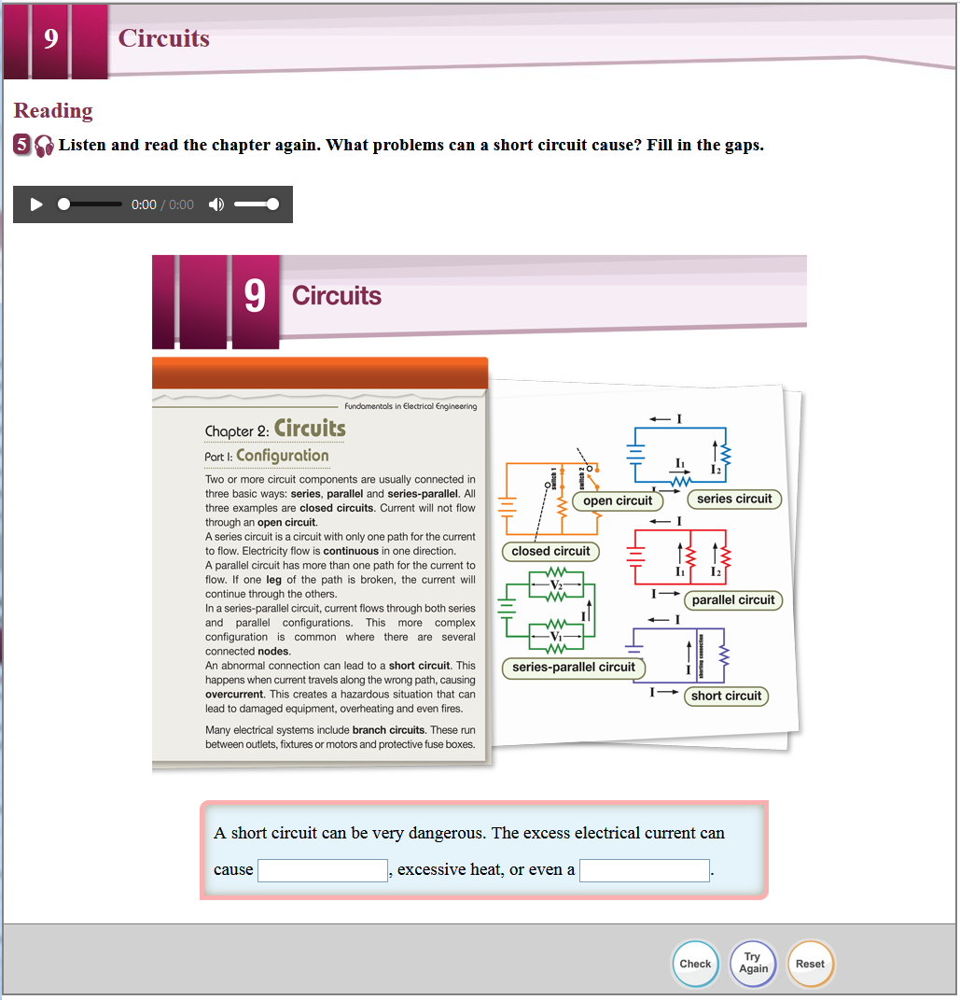 9 Circuits
Reading
5 Listen and read the chapter again. What problems can a short circuit cause? Fill in the gaps.
0:00 / 0:00
9 Circuits
Fundamentals in Electrical Engineering
Chapter 2: Circuits
Part I: Configuration
Two or more circuit components are usually connected in
three basic ways: series, parallel and series-parallel. All
three examples are closed circuits. Current will not flow
through an open circuit.
A series circuit is a circuit with only one path for the current
to flow. Electricity flow is continuous in one direction.
A parallel circuit has more than one path for the current to
flow. If one leg of the path is broken, the current will
continue through the others.
In a series-parallel circuit, current flows through both series
and parallel configurations. This more complex
configuration is common where there are several
connected nodes.
An abnormal connection can lead to a short circuit. This
happens when current travels along the wrong path, causing
overcurrent. This creates a hazardous situation that can
lead to damaged equipment, overheating and even fires.
Many electrical systems include branch circuits. These run
between outlets, fixtures or motors and protective fuse boxes.
switch 1
switch 2
open circuit
closed circuit
I
I1
I2
I
series circuit
I
I1
I2
I
parallel circuit
V2
I
V1
series-parallel circuit
I
I
shorting connection
I
short circuit
A short circuit can be very dangerous. The excess electrical current can
cause , excessive heat, or even a .
Check
Try
Again
Reset